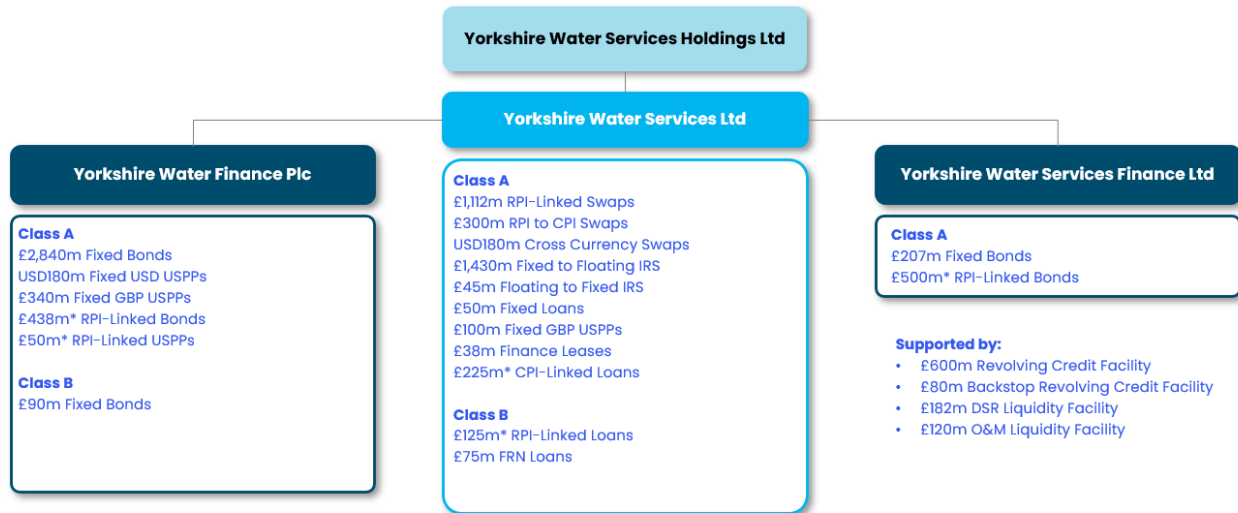 Yorkshire Water Services Holdings Ltd
Yorkshire Water Services Ltd
Yorkshire Water Finance Plc
Class A
£2,840m Fixed Bonds
USD180m Fixed USD USPPs
£340m Fixed GBP USPPs
£438m* RPI-Linked Bonds
£50m* RPI-Linked USPPs
Class B
£90m Fixed Bonds
Class A
£1,112m RPI-Linked Swaps
£300m RPI to CPI Swaps
USD180m Cross Currency Swaps
£1,430m Fixed to Floating IRS
£45m Floating to Fixed IRS
£50m Fixed Loans
£100m Fixed GBP USPPs
£38m Finance Leases
£225m* CPI-Linked Loans
Class B
£125m* RPI-Linked Loans
£75m FRN Loans
Yorkshire Water Services Finance Ltd
Class A
£207m Fixed Bonds
£500m* RPI-Linked Bonds
Supported by:
• £600m Revolving Credit Facility
• £80m Backstop Revolving Credit Facility
• £182m DSR Liquidity Facility
• £120m O&M Liquidity Facility